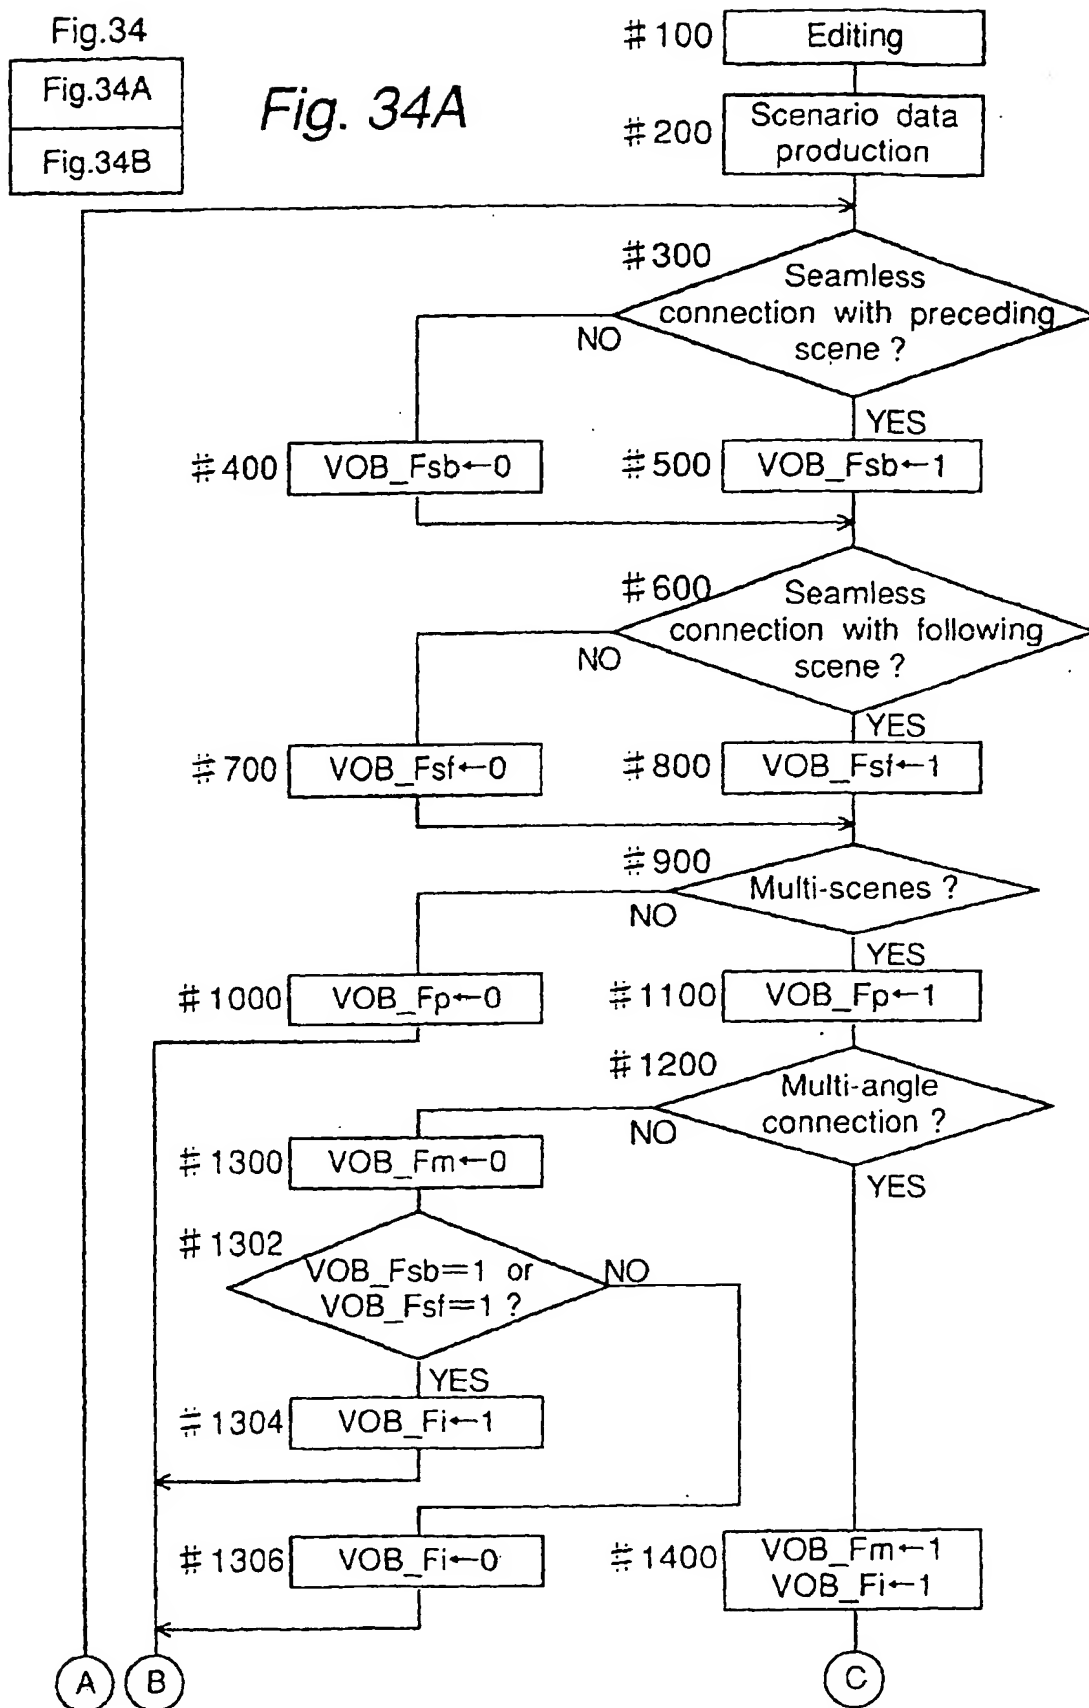 Fig.34
Fig.34A
Fig.34B
Fig. 34A
#100
Editing
#200
Scenario data
production
#300
Seamless
connection with preceding
scene ?
NO
YES
#400
VOB_Fsb←0
#500
VOB_Fsb←1
#600
Seamless
connection with following
scene ?
NO
YES
#700
VOB_Fsf←0
#800
VOB_Fsf←1
#900
Multi-scenes ?
NO
YES
#1000
VOB_Fp←0
#1100
VOB_Fp←1
#1200
Multi-angle
connection ?
NO
YES
#1300
VOB_Fm←0
#1302
VOB_Fsb=1 or
VOB_Fsf=1 ?
NO
YES
#1304
VOB_Fi←1
#1306
VOB_Fi←0
#1400
VOB_Fm←1
VOB_Fi←1
A
B
C